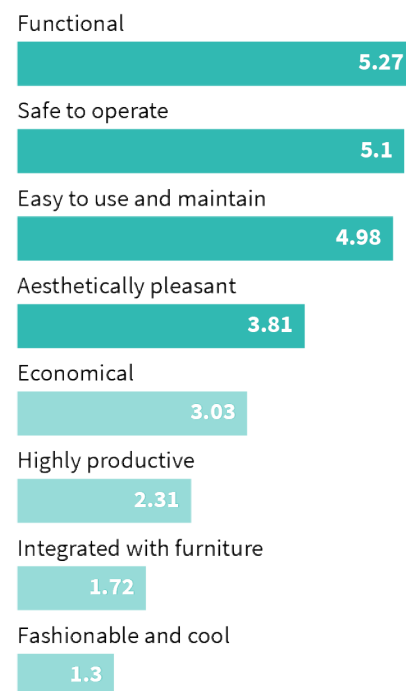 Functional
5.27
Safe to operate
5.1
Easy to use and maintain
4.98
Aesthetically pleasant
3.81
Economical
3.03
Highly productive
2.31
Integrated with furniture
1.72
Fashionable and cool
1.3